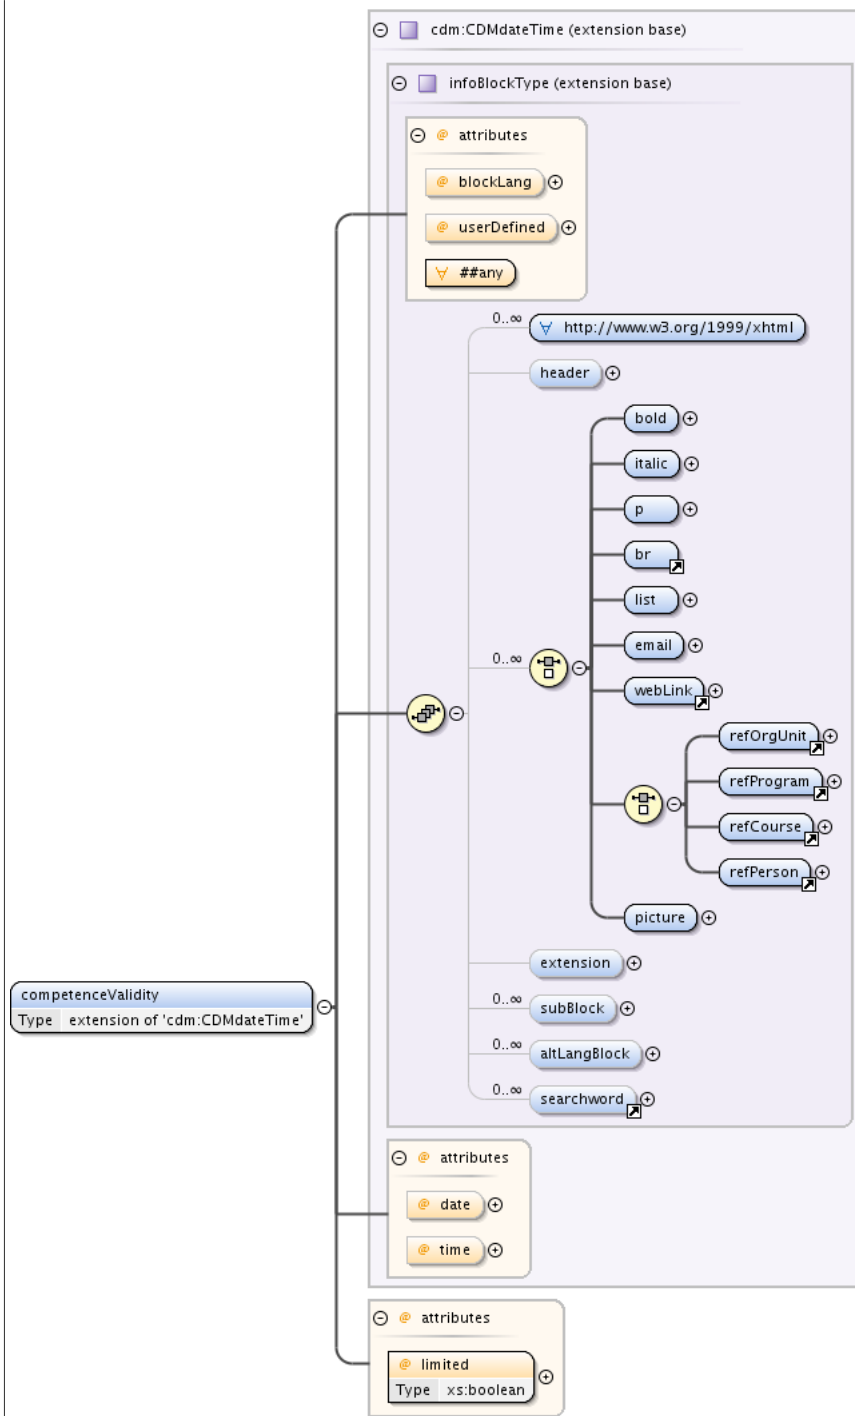 cdm:CDMdateTime (extension base)
infoBlockType (extension base)
@ attributes
@ blockLang
@ userDefined
∀ ##any
0..∞
∀ http://www.w3.org/1999/xhtml
header
bold
italic
p
br
list
email
0..∞
webLink
refOrgUnit
refProgram
refCourse
refPerson
picture
extension
competenceValidity
0..∞
subBlock
Type extension of 'cdm:CDMdateTime'
0..∞
altLangBlock
0..∞
searchword
@ attributes
@ date
@ time
@ attributes
@ limited
Type xs:boolean